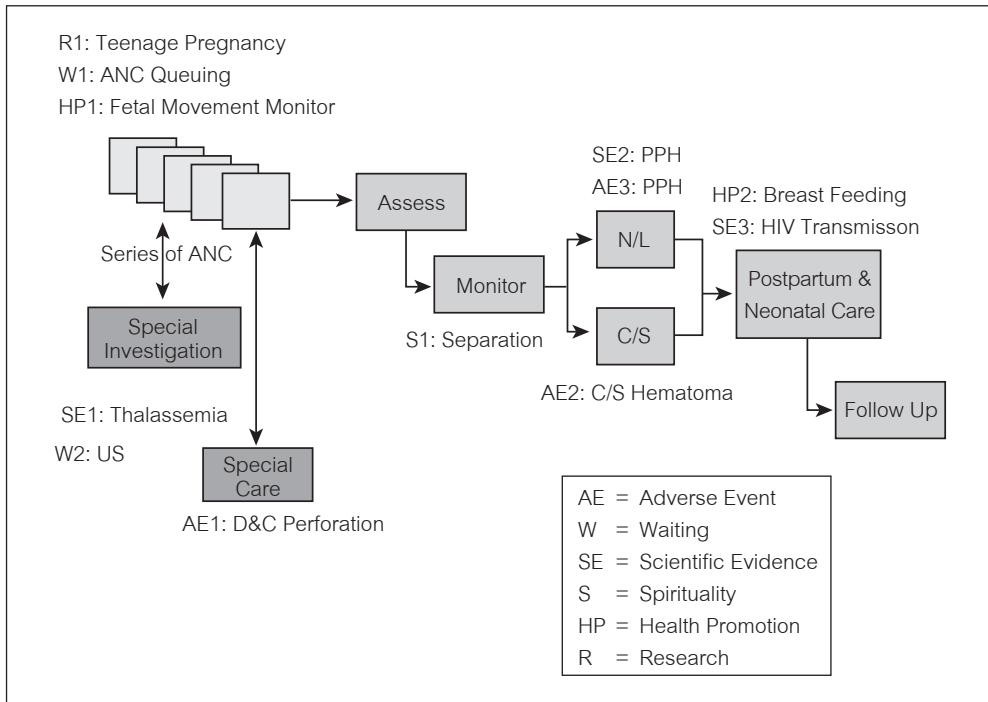 R1: Teenage Pregnancy
W1: ANC Queuing
HP1: Fetal Movement Monitor
Series of ANC
Special
Investigation
SE1: Thalassemia
W2: US
Special
Care
AE1: D&C Perforation
Assess
Monitor
S1: Separation
SE2: PPH
AE3: PPH
N/L
C/S
AE2: C/S Hematoma
HP2: Breast Feeding
SE3: HIV Transmisson
Postpartum &
Neonatal Care
Follow Up
AE = Adverse Event
W = Waiting
SE = Scientific Evidence
S = Spirituality
HP = Health Promotion
R = Research